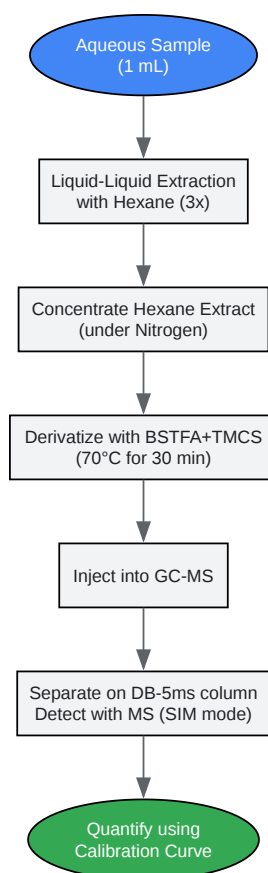 Aqueous Sample
(1 mL)
Liquid-Liquid Extraction
with Hexane (3x)
Concentrate Hexane Extract
(under Nitrogen)
Derivatize with BSTFA+TMCS
(70°C for 30 min)
Inject into GC-MS
Separate on DB-5ms column
Detect with MS (SIM mode)
Quantify using
Calibration Curve